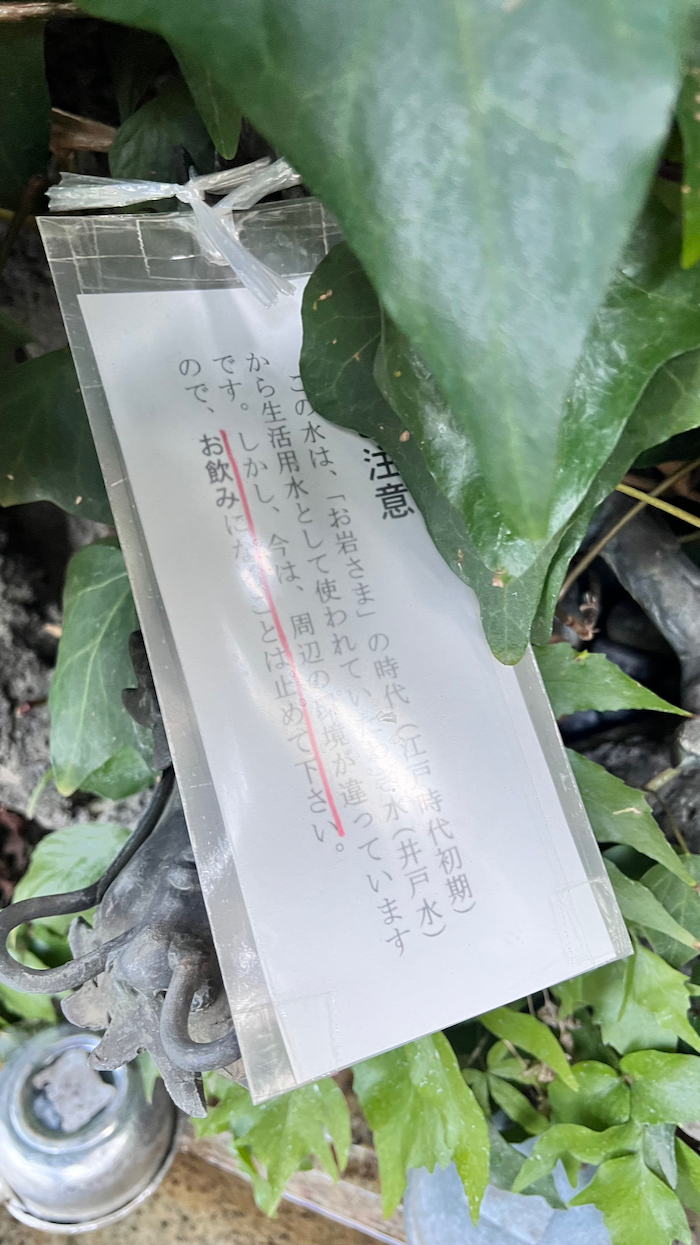 注意
この水は、「お岩さま」の時代(江戸時代初期)
から生活用水として使われてい水(井戸水)
です。しかし、今は、周辺の環境が違っています
ので、お飲みになることは止めて下さい。